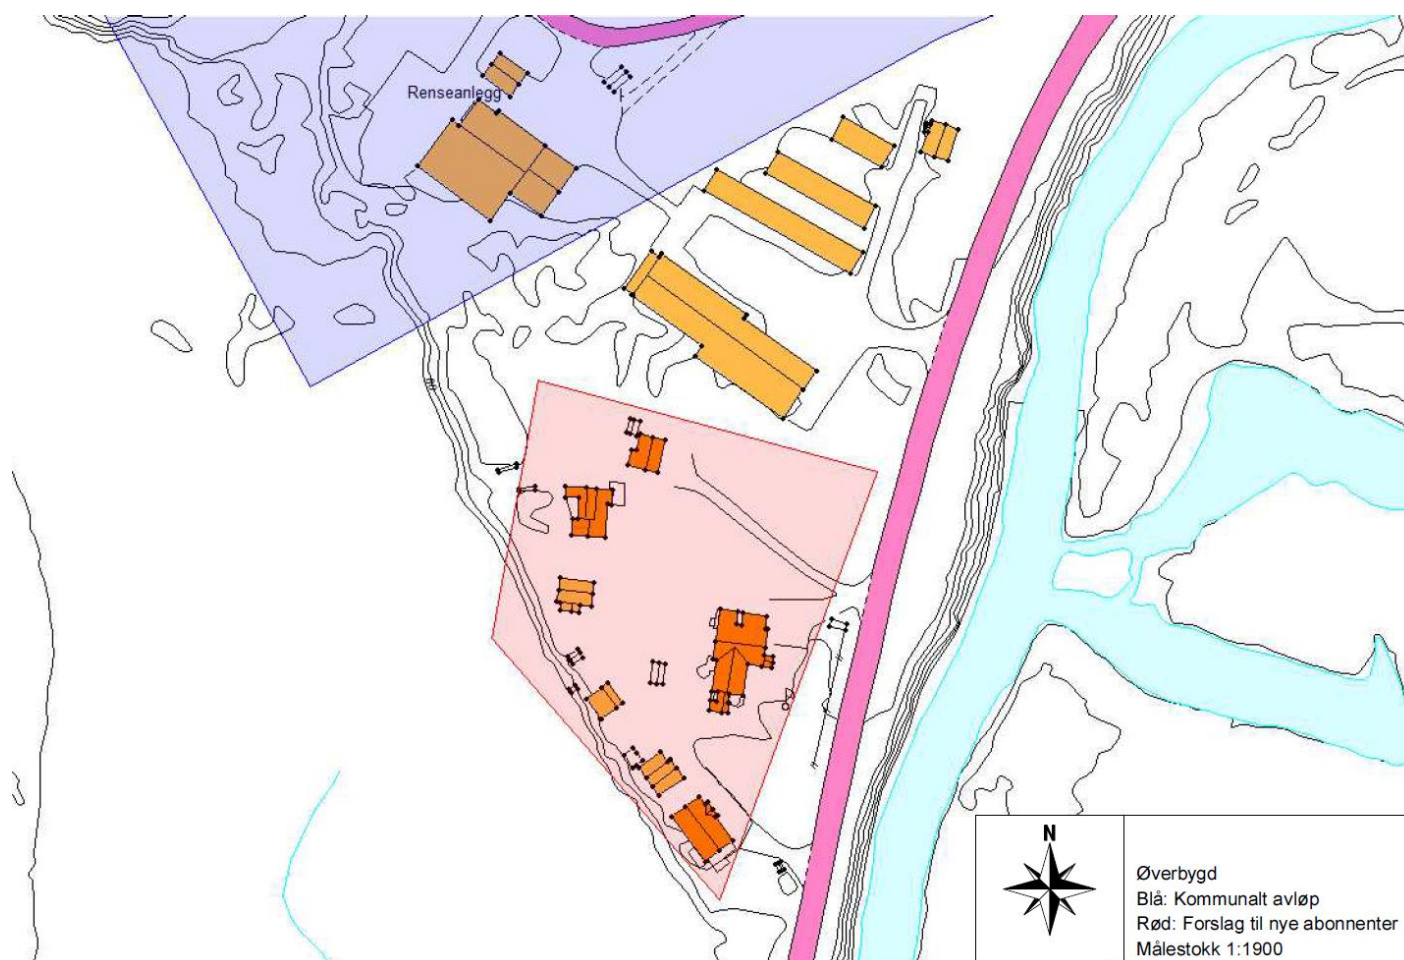 Renseanlegg
N
Øverbygd
Blå: Kommunalt avløp
Rød: Forslag til nye abonnenter
Målestokk 1:1900